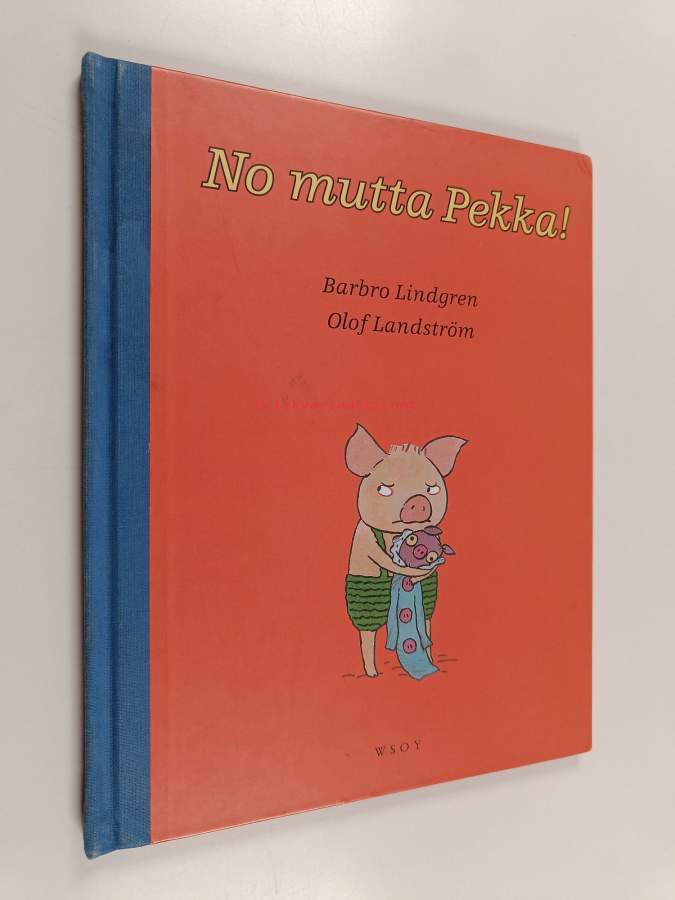 No mutta Pekka!
Barbro Lindgren
Olof Landström
WSOY